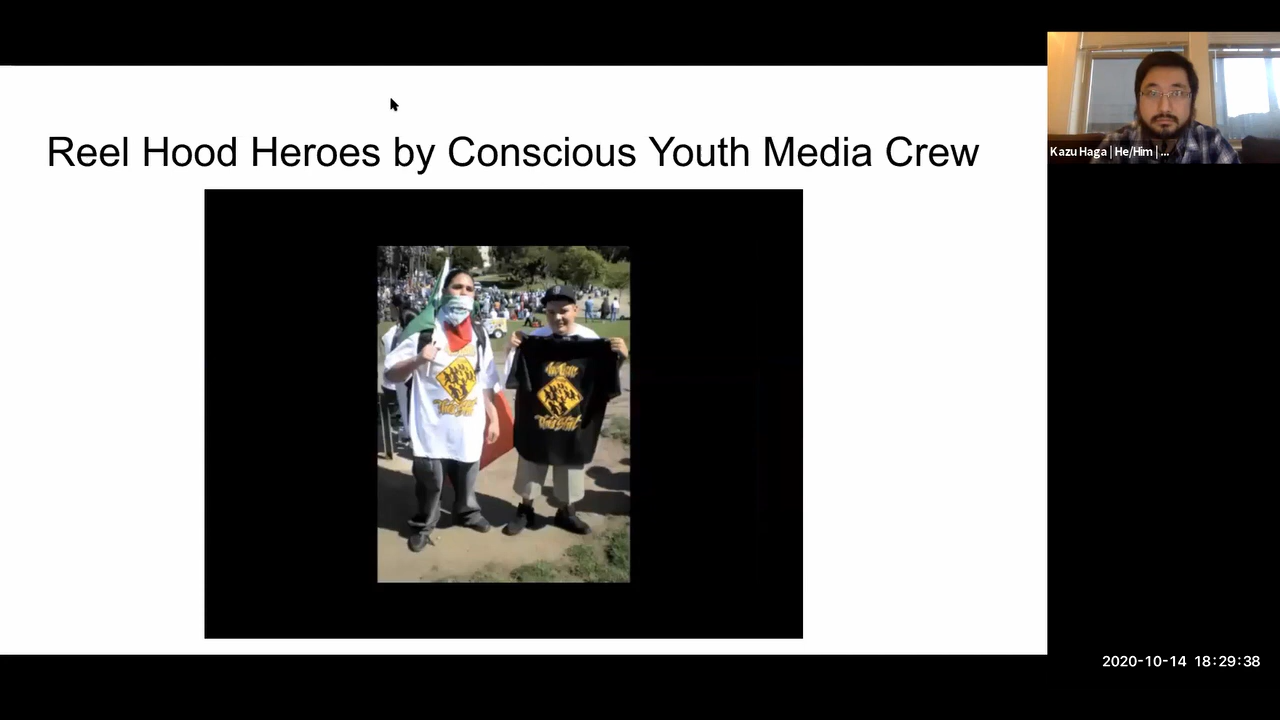 Reel Hood Heroes by Conscious Youth Media Crew
Kazu Haga | He/Him | ...
2020-10-14 18:29:38